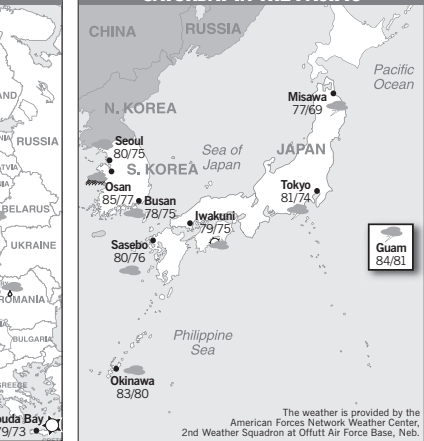 RUSSIA
BELARUS
UKRAINE
BULGARIA
CHINA
RUSSIA
Pacific
Ocean
Misawa
77/69
N. KOREA
Seoul
80/75
Sea of
Japan
JAPAN
S. KOREA
Osan
85/77
Busan
78/75
Tokyo
81/74
Iwakuni
79/75
Sasebo
80/76
Guam
84/81
Philippine
Sea
Okinawa
83/80
The weather is provided by the
American Forces Network Weather Center,
2nd Weather Squadron at Offutt Air Force Base, Neb.